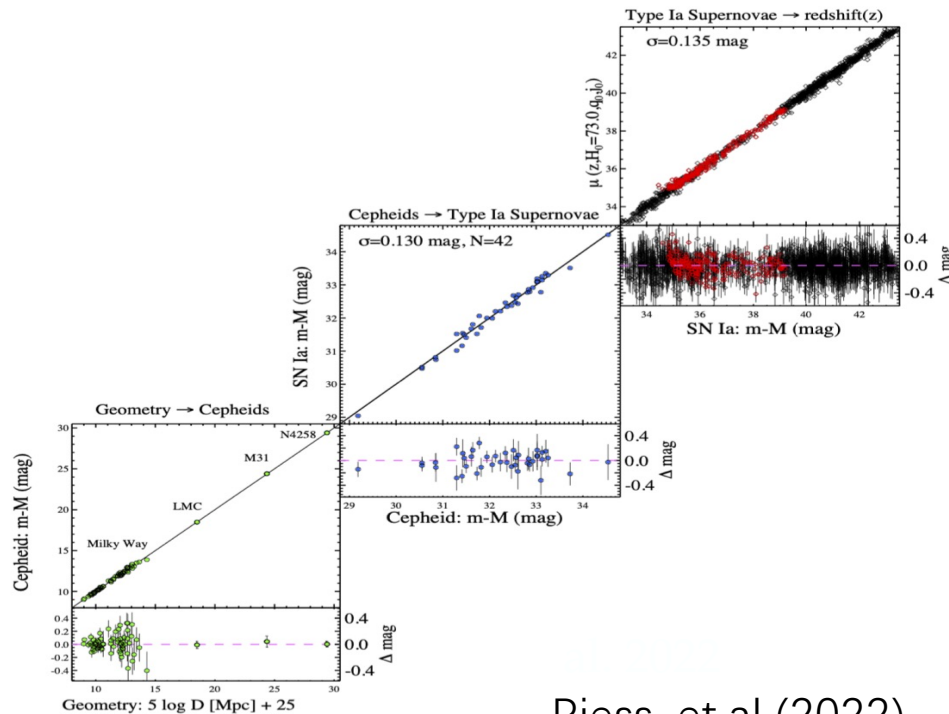 Type Ia Supernovae → redshift(z)
σ=0.135 mag
μ (z,H₀=73.0,q₀,j₀)
42
40
38
36
34
0.4
0.0
-0.4
Δ mag
34 36 38 40 42
SN Ia: m-M (mag)
Cepheids → Type Ia Supernovae
σ=0.130 mag, N=42
SN Ia: m-M (mag)
34
33
32
31
30
29
0.4
0.0
-0.4
Δ mag
29 30 31 32 33 34
Cepheid: m-M (mag)
Geometry → Cepheids
N4258
M31
LMC
Milky Way
Cepheid: m-M (mag)
30
25
20
15
10
0.4
0.2
0.0
-0.2
-0.4
0.4
0.0
-0.4
Δ mag
10 15 20 25 30
Geometry: 5 log D [Mpc] + 25
Riess, et al (2022)